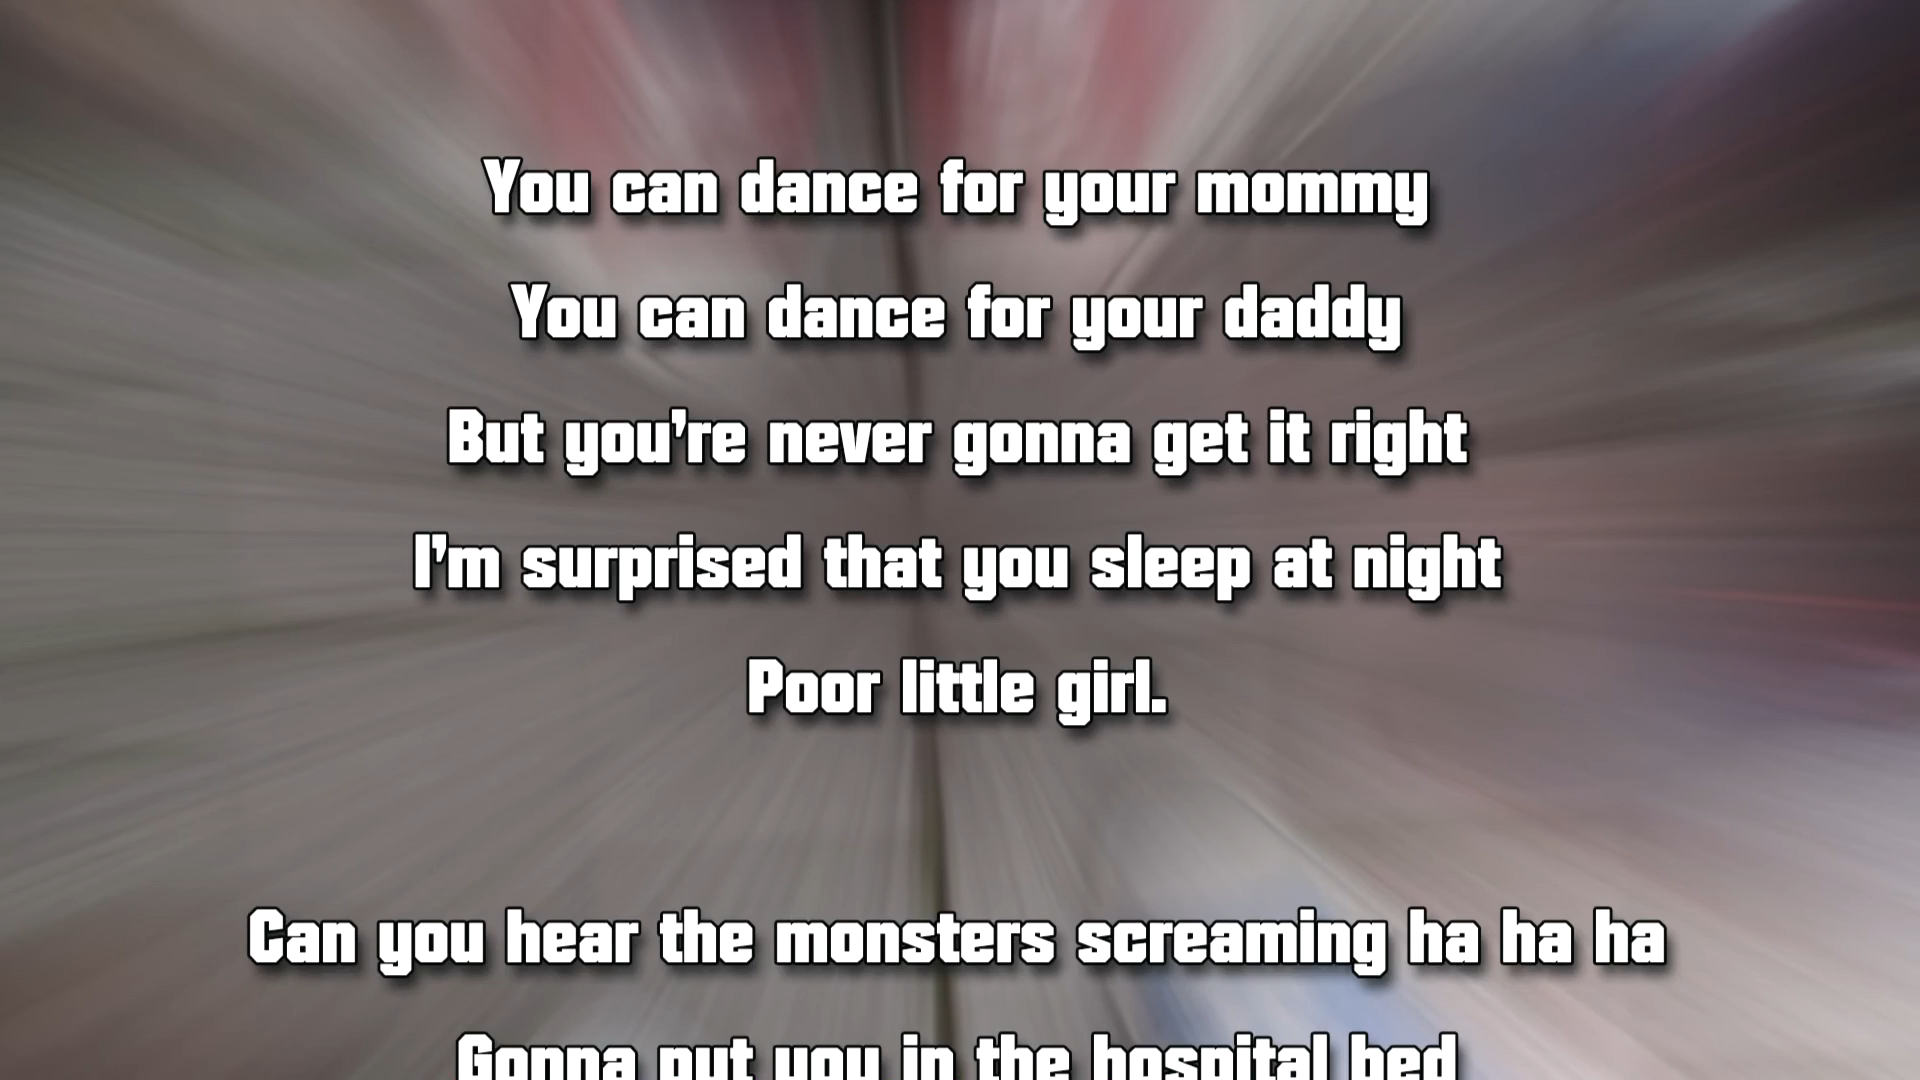 You can dance for your mommy
You can dance for your daddy
But you're never gonna get it right
I'm surprised that you sleep at night
Poor little girl.
Can you hear the monsters screaming ha ha ha
Gonna put you in the hospital bed